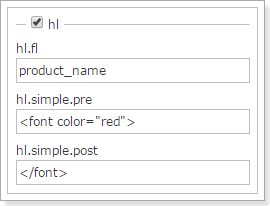 hl
hl.fl
product_name
hl.simple.pre
<font color="red">
hl.simple.post
</font>